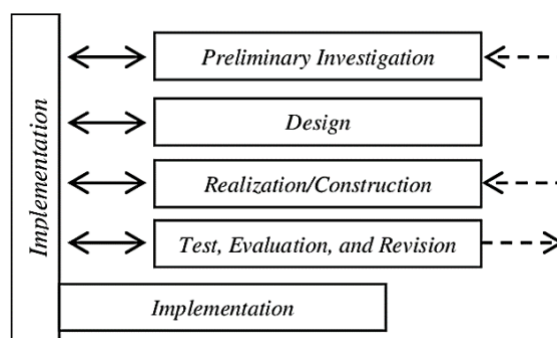 Implementation
Preliminary Investigation
Design
Realization/Construction
Test, Evaluation, and Revision
Implementation